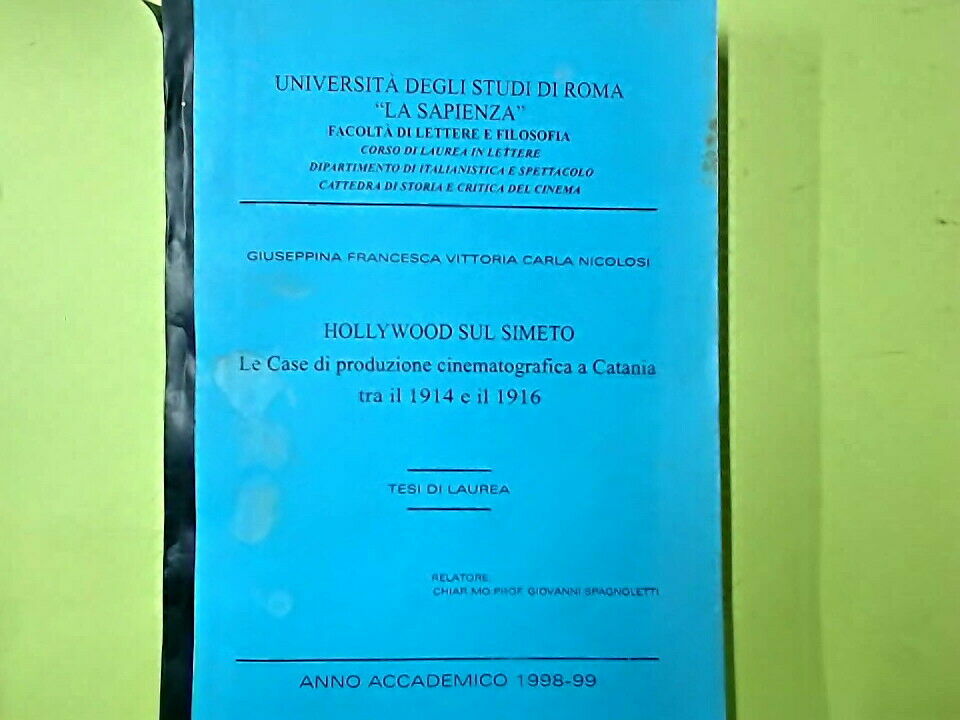 UNIVERSITÀ DEGLI STUDI DI ROMA
"LA SAPIENZA"
FACOLTÀ DI LETTERE E FILOSOFIA
CORSO DI LAUREA IN LETTERE
DIPARTIMENTO DI ITALIANISTICA E SPETTACOLO
CATTEDRA DI STORIA E CRITICA DEL CINEMA
GIUSEPPINA FRANCESCA VITTORIA CARLA NICOLOSI
HOLLYWOOD SUL SIMETO
Le Case di produzione cinematografica a Catania
tra il 1914 e il 1916
TESI DI LAUREA
RELATORE:
CHIAR.MO PROF. GIOVANNI SPAGNOLETTI
ANNO ACCADEMICO 1998-99